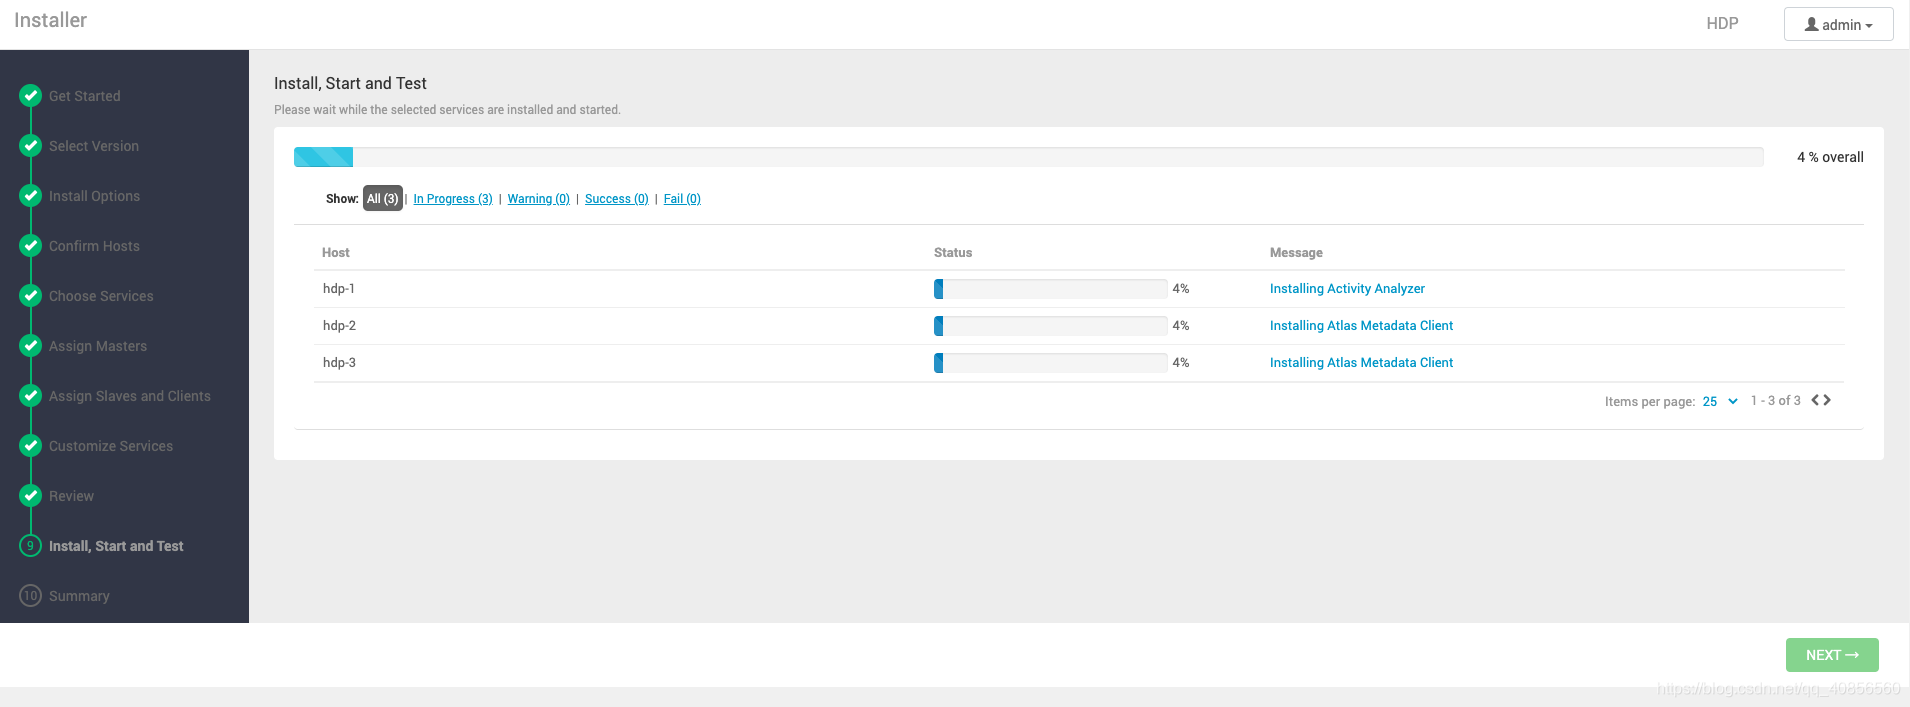 Installer
HDP
admin
Get Started
Select Version
Install Options
Confirm Hosts
Choose Services
Assign Masters
Assign Slaves and Clients
Customize Services
Review
9 Install, Start and Test
10 Summary
Install, Start and Test
Please wait while the selected services are installed and started.
4 % overall
Show: All (3) | In Progress (3) | Warning (0) | Success (0) | Fail (0)
Host Status Message
hdp-1 4% Installing Activity Analyzer
hdp-2 4% Installing Atlas Metadata Client
hdp-3 4% Installing Atlas Metadata Client
Items per page: 25 1 - 3 of 3
NEXT →
https://blog.csdn.net/qq_40856560